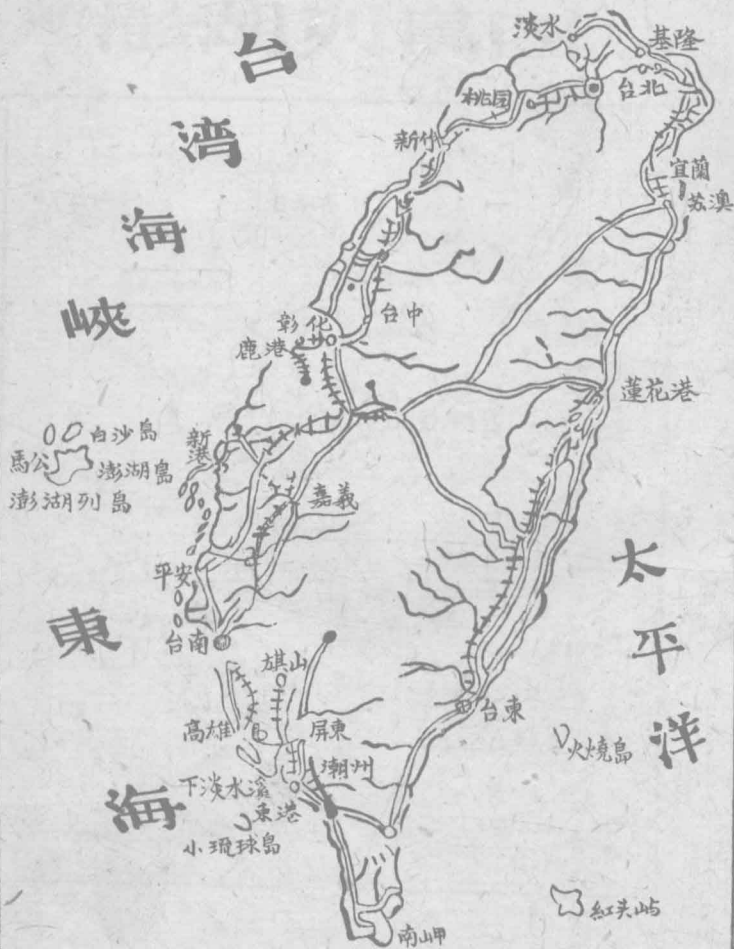 台灣海峽
淡水
基隆
台北
桃园
新竹
宜蘭
苏澳
台中
彰化
鹿港
蓮花港
白沙島
馬公
澎湖島
澎湖列島
新港
嘉義
平安
台南
東海
太平洋
旗山
高雄
屏東
潮州
下淡水溪
東港
小琉球島
台東
火燒島
紅头屿
南岬